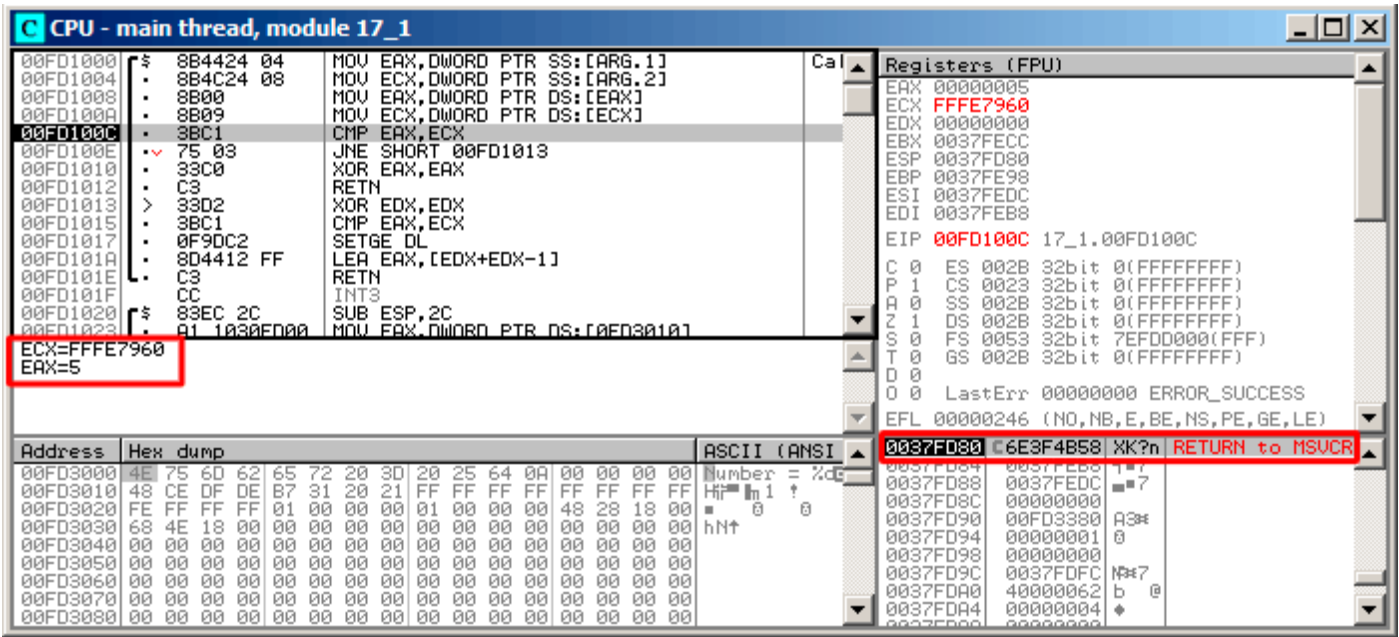 C CPU - main thread, module 17_1
00FD1000 $ 8B4424 04 MOV EAX,DWORD PTR SS:[ARG.1] Cal
00FD1004 · 8B4C24 08 MOV ECX,DWORD PTR SS:[ARG.2]
00FD1008 · 8B00 MOV EAX,DWORD PTR DS:[EAX]
00FD100A · 8B09 MOV ECX,DWORD PTR DS:[ECX]
00FD100C · 3BC1 CMP EAX,ECX
00FD100E · 75 03 JNE SHORT 00FD1013
00FD1010 · 33C0 XOR EAX,EAX
00FD1012 · C3 RETN
00FD1013 > 33D2 XOR EDX,EDX
00FD1015 · 3BC1 CMP EAX,ECX
00FD1017 · 0F9DC2 SETGE DL
00FD101A · 8D4412 FF LEA EAX,[EDX+EDX-1]
00FD101E · C3 RETN
00FD101F CC INT3
00FD1020 $ 83EC 2C SUB ESP,2C
00FD1023 · A1 1030FD00 MOV EAX,DWORD PTR DS:[0FD3010]
ECX=FFFE7960
EAX=5
Registers (FPU)
EAX 00000005
ECX FFFE7960
EDX 00000000
EBX 0037FECC
ESP 0037FD80
EBP 0037FE98
ESI 0037FEDC
EDI 0037FEB8
EIP 00FD100C 17_1.00FD100C
C 0 ES 002B 32bit 0(FFFFFFFF)
P 1 CS 0023 32bit 0(FFFFFFFF)
A 0 SS 002B 32bit 0(FFFFFFFF)
Z 1 DS 002B 32bit 0(FFFFFFFF)
S 0 FS 0053 32bit 7EFDD000(FFF)
T 0 GS 002B 32bit 0(FFFFFFFF)
D 0
O 0 LastErr 00000000 ERROR_SUCCESS
EFL 00000246 (NO,NB,E,BE,NS,PE,GE,LE)
Address Hex dump ASCII (ANSI
00FD3000 4E 75 6D 62 65 72 20 3D 20 25 64 0A 00 00 00 00 Number = %d
00FD3010 48 CE DF DE B7 31 20 21 FF FF FF FF FF FF FF FF
00FD3020 FE FF FF FF 01 00 00 00 01 00 00 00 48 28 18 00
00FD3030 68 4E 18 00 00 00 00 00 00 00 00 00 00 00 00 00 hN↑
00FD3040 00 00 00 00 00 00 00 00 00 00 00 00 00 00 00 00
00FD3050 00 00 00 00 00 00 00 00 00 00 00 00 00 00 00 00
00FD3060 00 00 00 00 00 00 00 00 00 00 00 00 00 00 00 00
00FD3070 00 00 00 00 00 00 00 00 00 00 00 00 00 00 00 00
00FD3080 00 00 00 00 00 00 00 00 00 00 00 00 00 00 00 00
0037FD80 6E3F4B58 XK?n RETURN to MSVCR
0037FD84 0037FEB8
0037FD88 0037FEDC
0037FD8C 00000000
0037FD90 00FD3380
0037FD94 00000001
0037FD98 00000000
0037FD9C 0037FDFC
0037FDA0 40000062 b @
0037FDA4 00000004 ♦